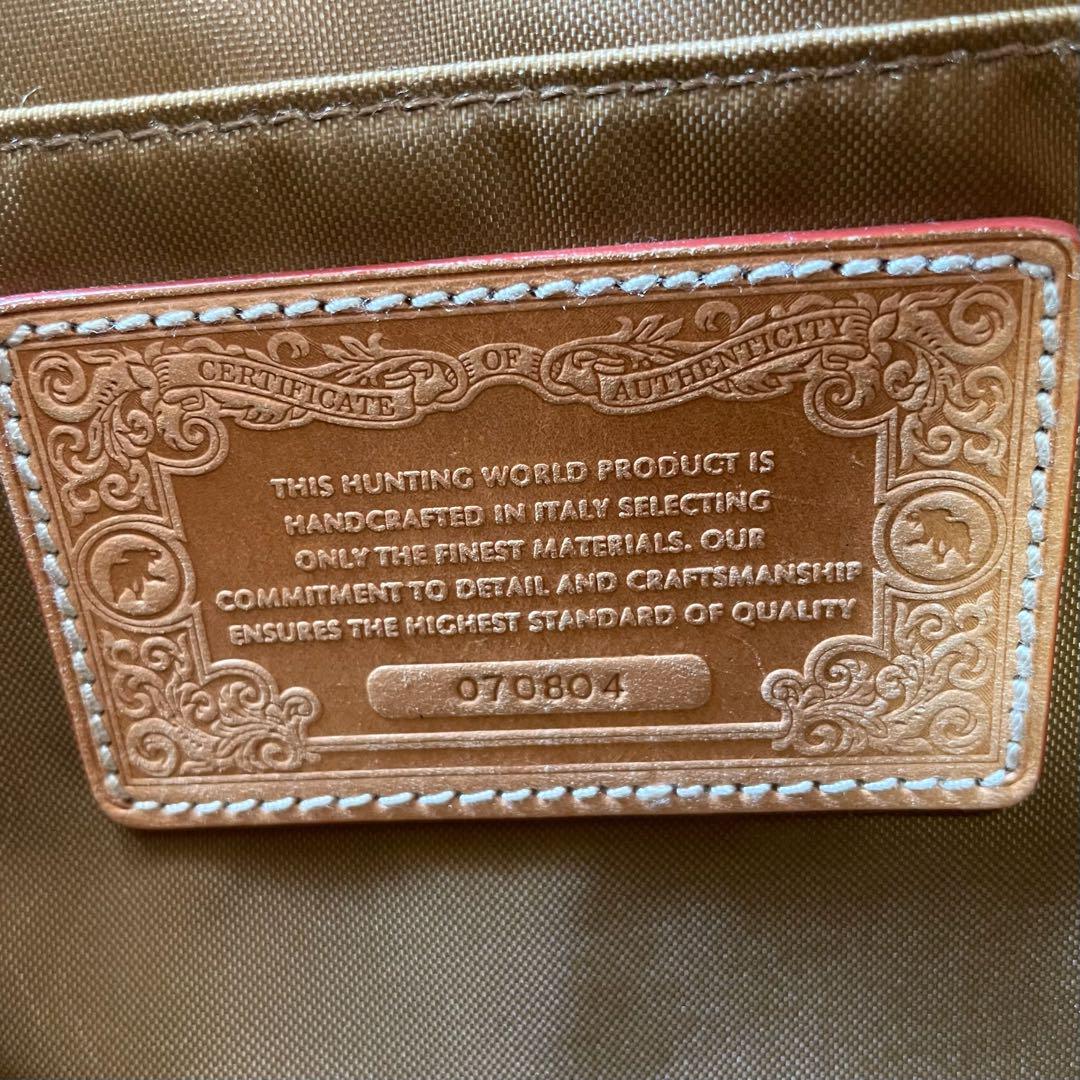 CERTIFICATE OF AUTHENTICITY
THIS HUNTING WORLD PRODUCT IS
HANDCRAFTED IN ITALY SELECTING
ONLY THE FINEST MATERIALS. OUR
COMMITMENT TO DETAIL AND CRAFTSMANSHIP
ENSURES THE HIGHEST STANDARD OF QUALITY
070804